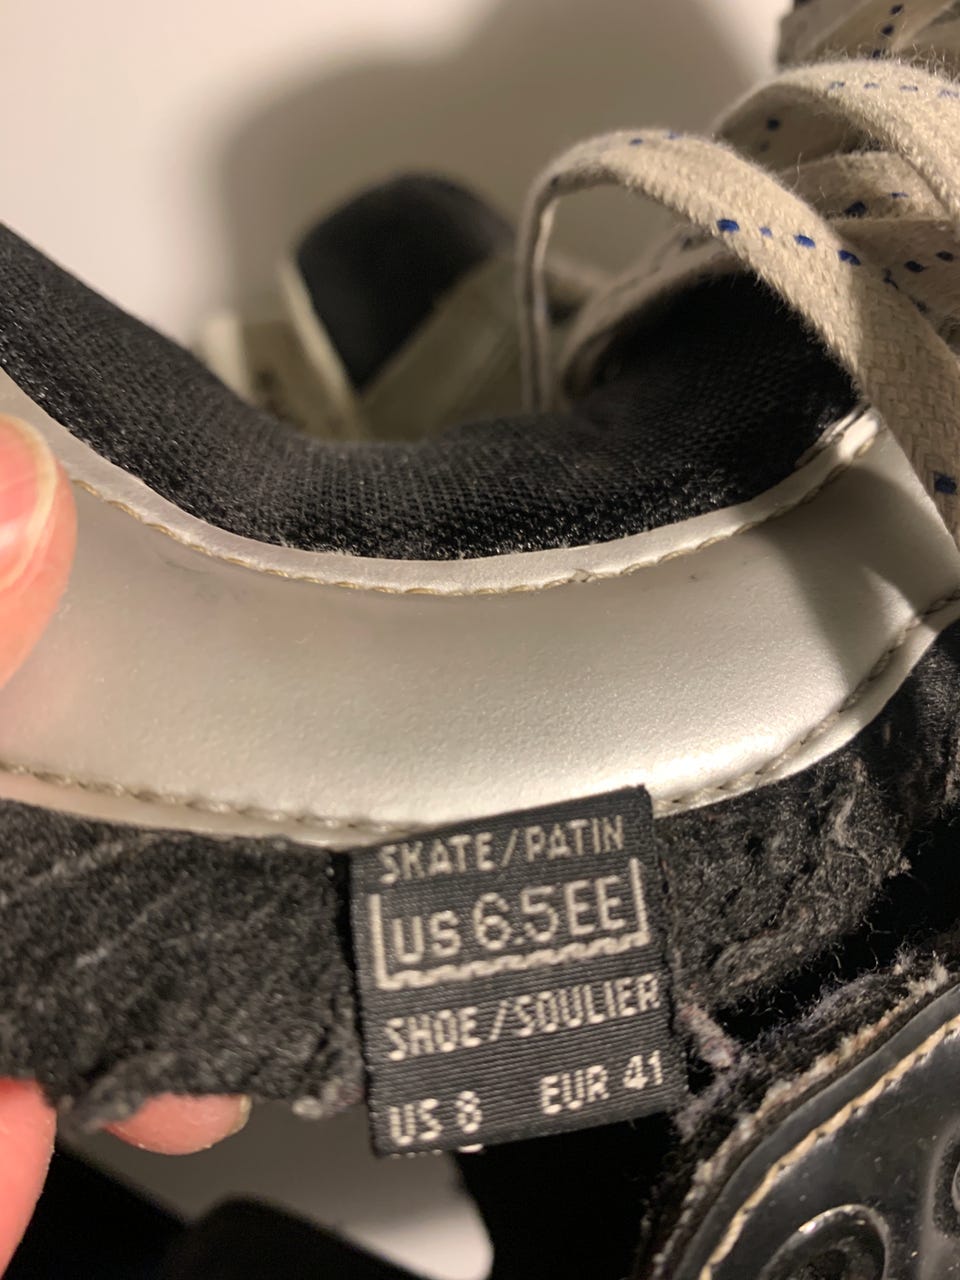 SKATE/PATIN
US 6.5EE
SHOE/SOULIER
US 8 EUR 41